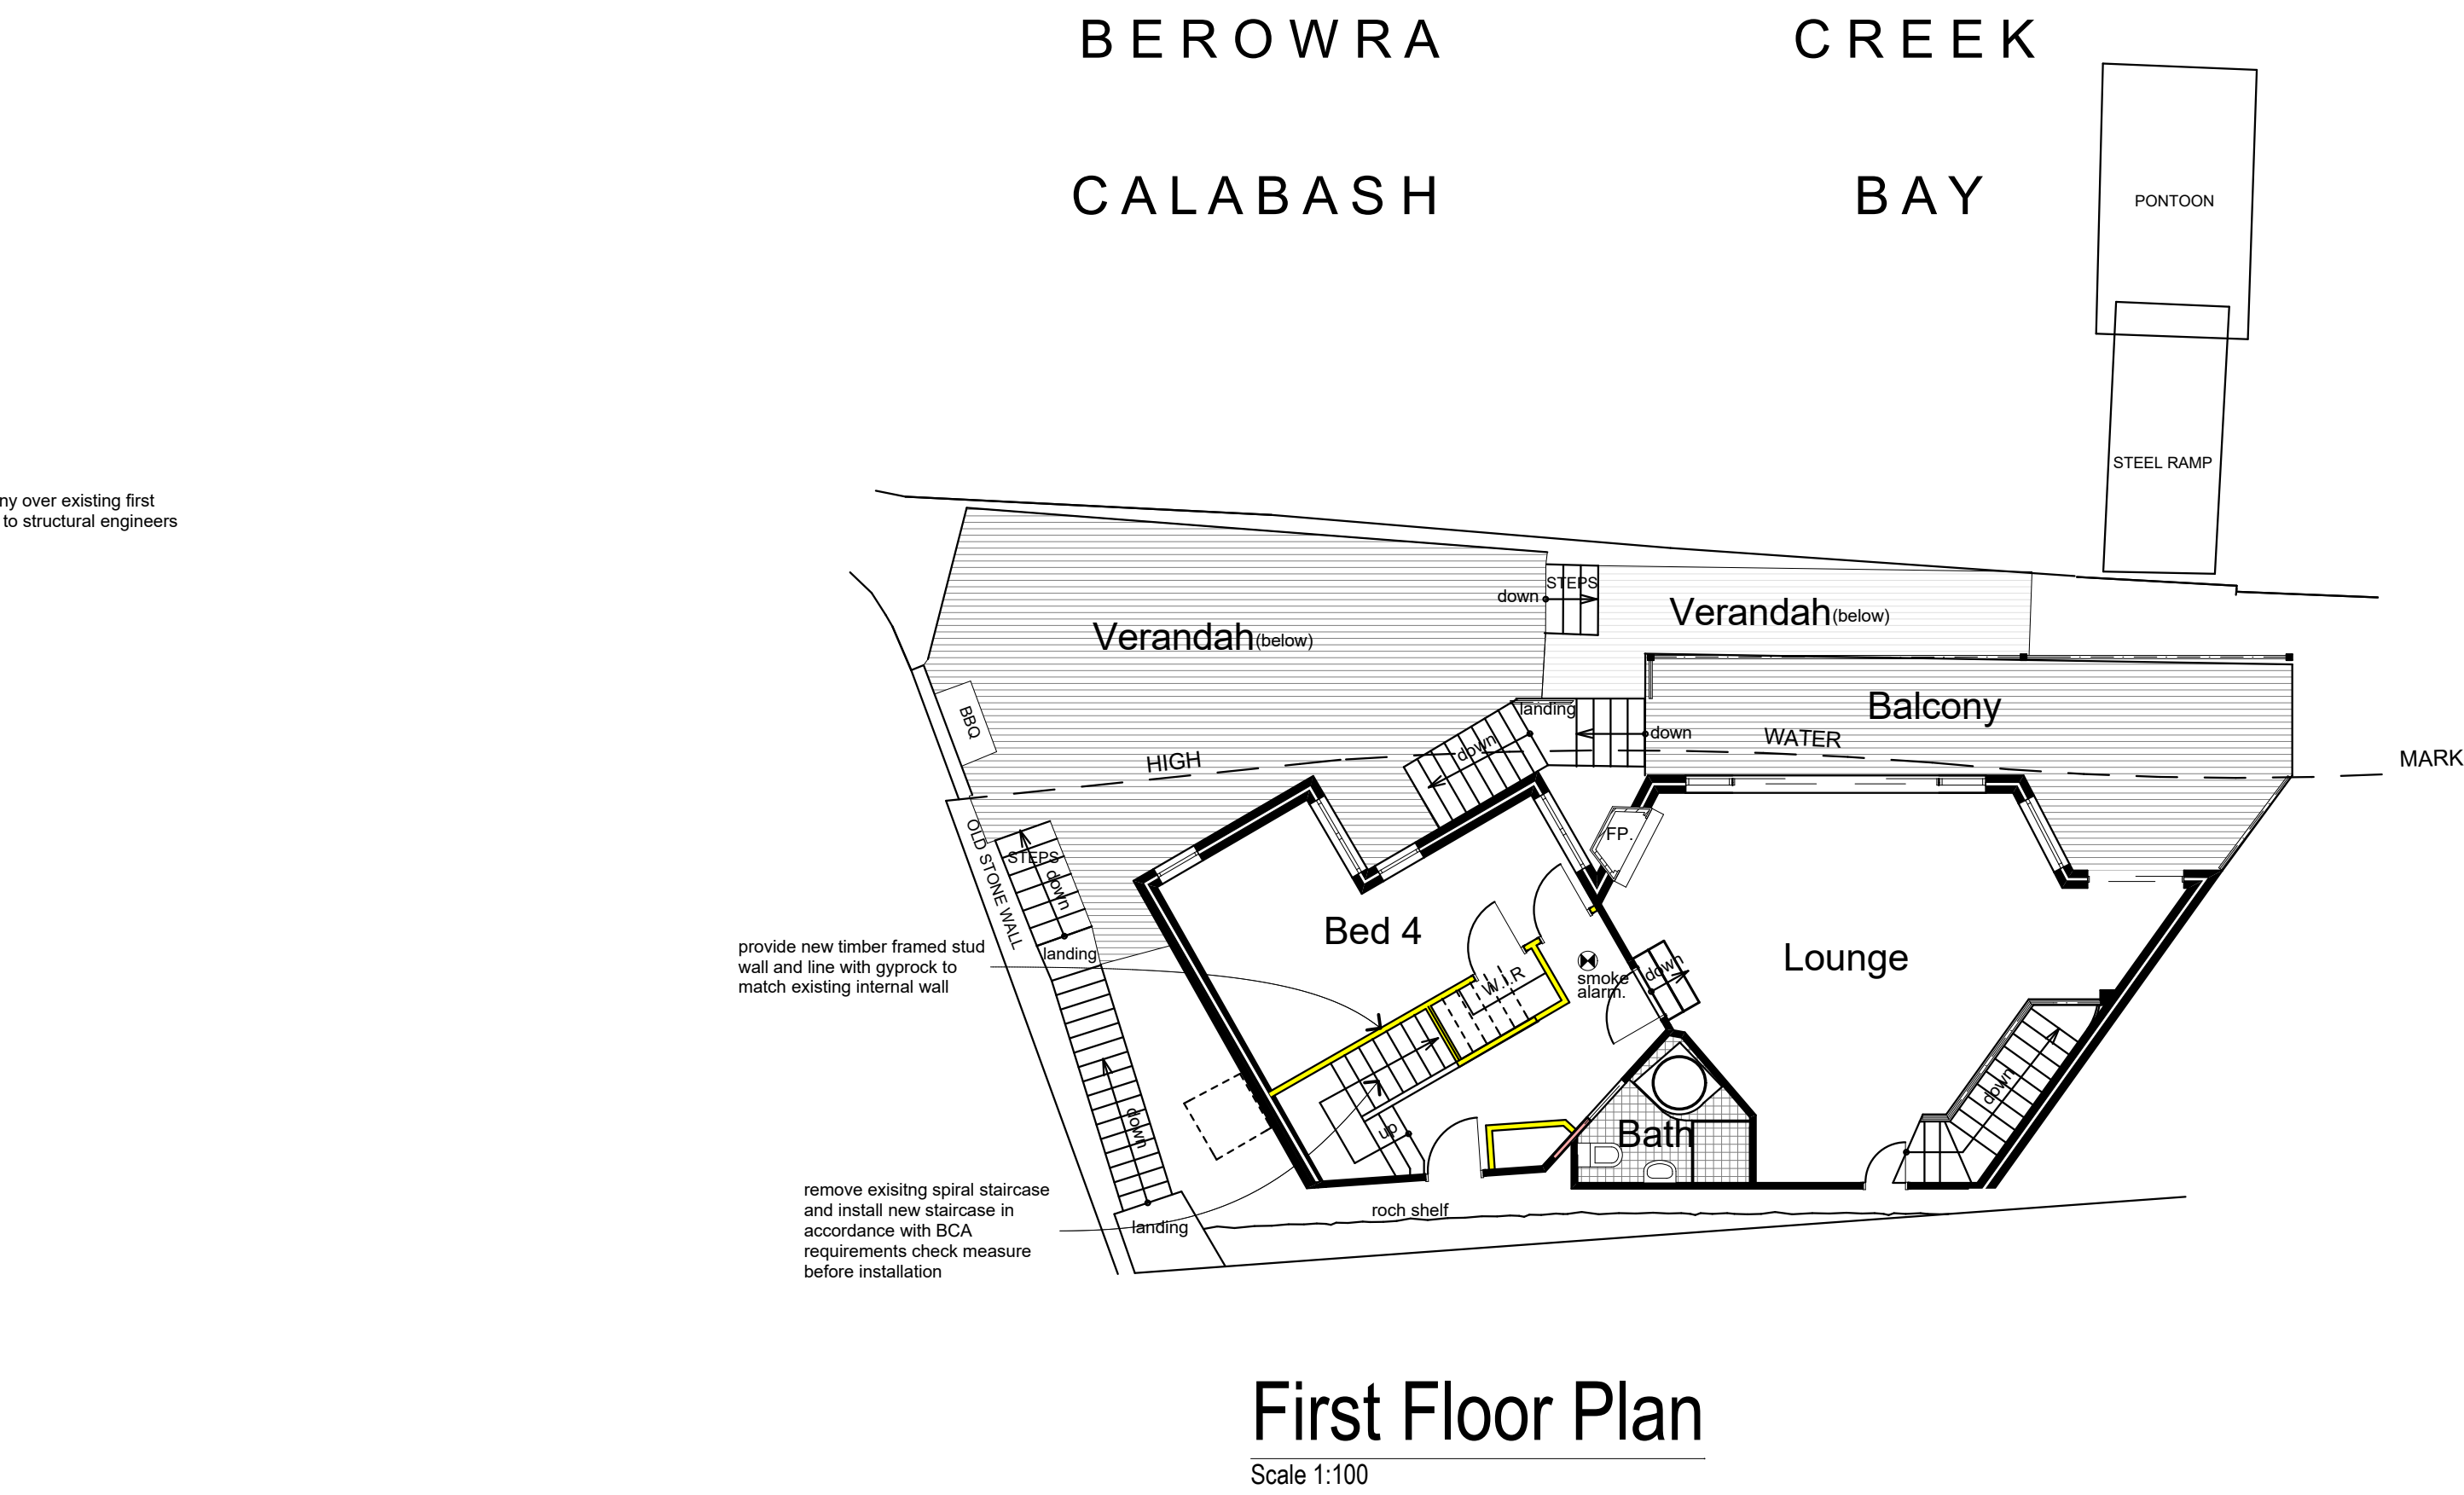 BEROWRA CREEK
CALABASH BAY
PONTOON
STEEL RAMP
ny over existing first
to structural engineers
STEPS
down
Verandah(below)
Verandah(below)
Balcony
landing
down
WATER
MARK
BBQ
HIGH
down
OLD STONE WALL
STEPS
down
landing
FP.
Bed 4
Lounge
provide new timber framed stud
wall and line with gyprock to
match existing internal wall
W.I.R
smoke
alarm.
down
down
down
up
Bath
remove exisitng spiral staircase
and install new staircase in
accordance with BCA
requirements check measure
before installation
landing
roch shelf
First Floor Plan
Scale 1:100